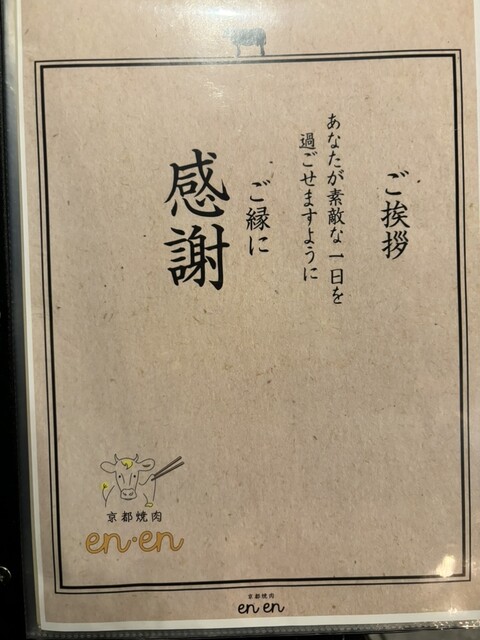 ご挨拶
あなたが素敵な一日を
過ごせますように
ご縁に
感謝
京都焼肉
en・en
京都焼肉
en en